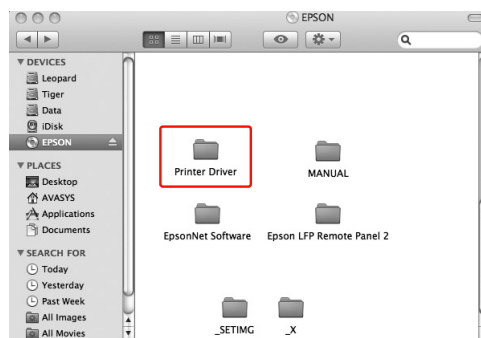 EPSON
DEVICES
Leopard
Tiger
Data
iDisk
EPSON
PLACES
Desktop
AVASYS
Applications
Documents
SEARCH FOR
Today
Yesterday
Past Week
All Images
All Movies
Printer Driver
MANUAL
EpsonNet Software
Epson LFP Remote Panel 2
_SETIMG
_X